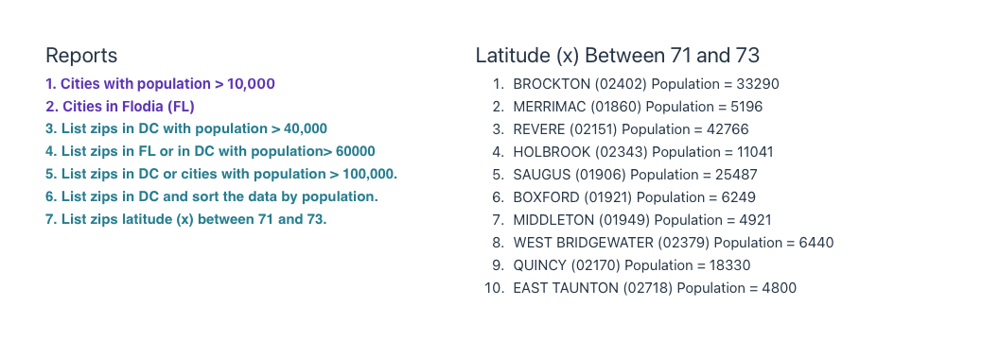 Reports
1. Cities with population > 10,000
2. Cities in Flodia (FL)
3. List zips in DC with population > 40,000
4. List zips in FL or in DC with population> 60000
5. List zips in DC or cities with population > 100,000.
6. List zips in DC and sort the data by population.
7. List zips latitude (x) between 71 and 73.
Latitude (x) Between 71 and 73
1. BROCKTON (02402) Population = 33290
2. MERRIMAC (01860) Population = 5196
3. REVERE (02151) Population = 42766
4. HOLBROOK (02343) Population = 11041
5. SAUGUS (01906) Population = 25487
6. BOXFORD (01921) Population = 6249
7. MIDDLETON (01949) Population = 4921
8. WEST BRIDGEWATER (02379) Population = 6440
9. QUINCY (02170) Population = 18330
10. EAST TAUNTON (02718) Population = 4800